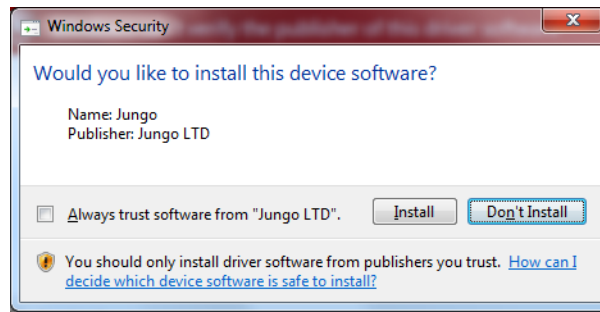 Windows Security
Would you like to install this device software?
Name: Jungo
Publisher: Jungo LTD
Always trust software from "Jungo LTD".
Install
Don't Install
You should only install driver software from publishers you trust. How can I
decide which device software is safe to install?